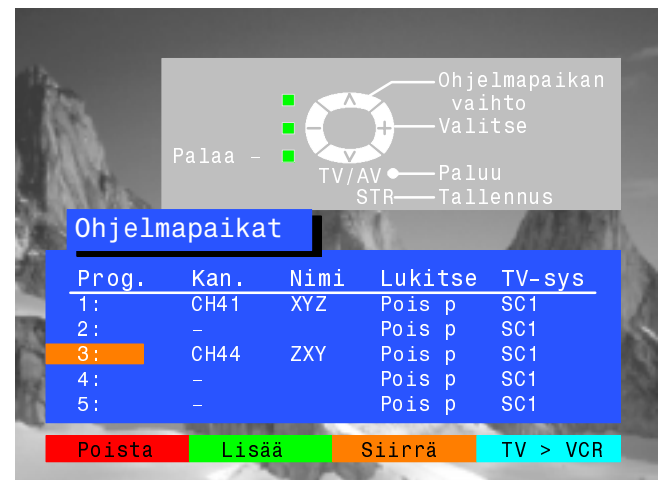 Ohjelmapaikan
vaihto
Valitse
Palaa –
TV/AV Paluu
STR Tallennus
Ohjelmapaikat
Prog. Kan. Nimi Lukitse TV-sys
1: CH41 XYZ Pois p SC1
2: – Pois p SC1
3: CH44 ZXY Pois p SC1
4: – Pois p SC1
5: – Pois p SC1
Poista Lisää Siirrä TV > VCR